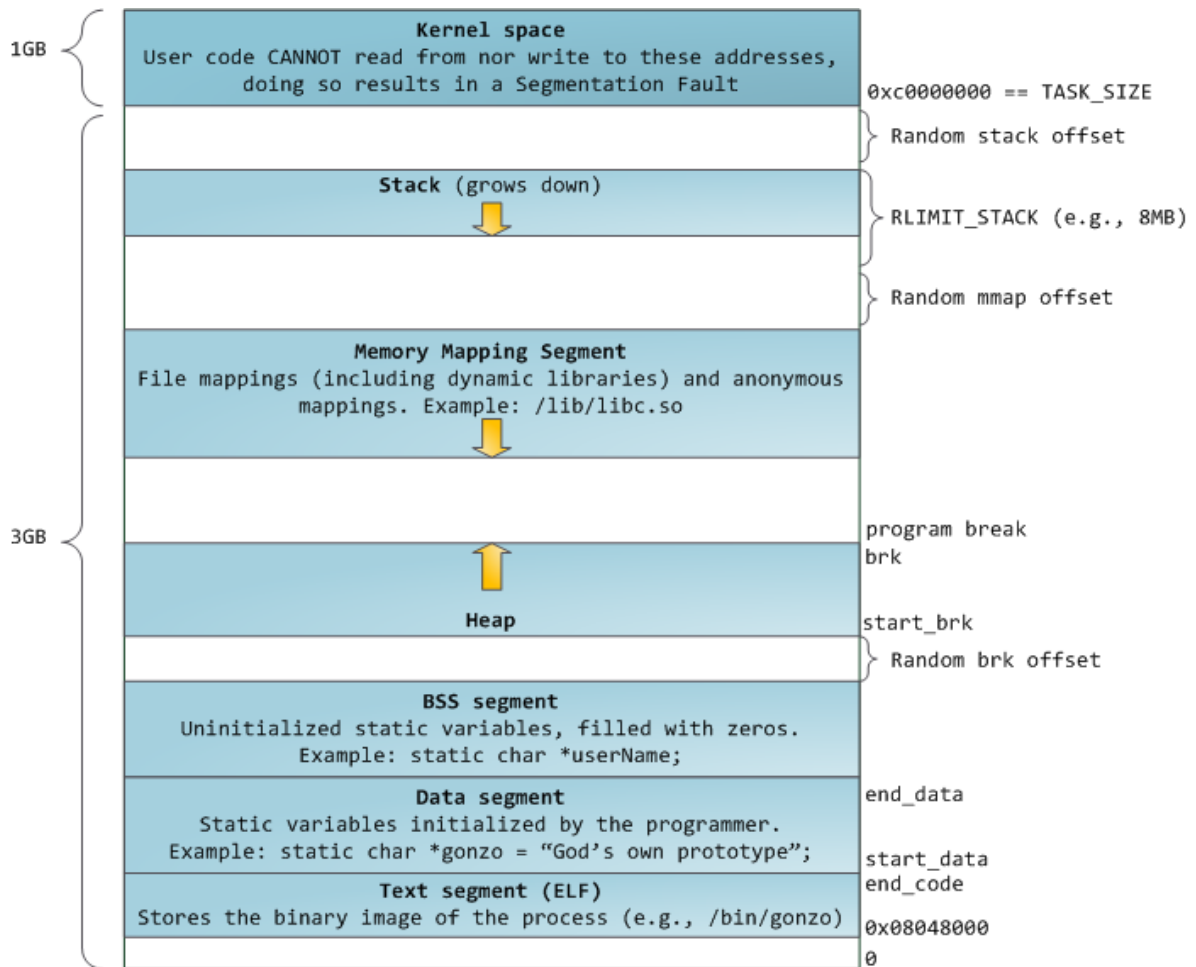 1GB
Kernel space
User code CANNOT read from nor write to these addresses,
doing so results in a Segmentation Fault
0xc0000000 == TASK_SIZE
Random stack offset
Stack (grows down)
RLIMIT_STACK (e.g., 8MB)
Random mmap offset
Memory Mapping Segment
File mappings (including dynamic libraries) and anonymous
mappings. Example: /lib/libc.so
3GB
program break
brk
Heap
start_brk
Random brk offset
BSS segment
Uninitialized static variables, filled with zeros.
Example: static char *userName;
Data segment
end_data
Static variables initialized by the programmer.
Example: static char *gonzo = “God’s own prototype”;
start_data
Text segment (ELF)
end_code
Stores the binary image of the process (e.g., /bin/gonzo)
0x08048000
0